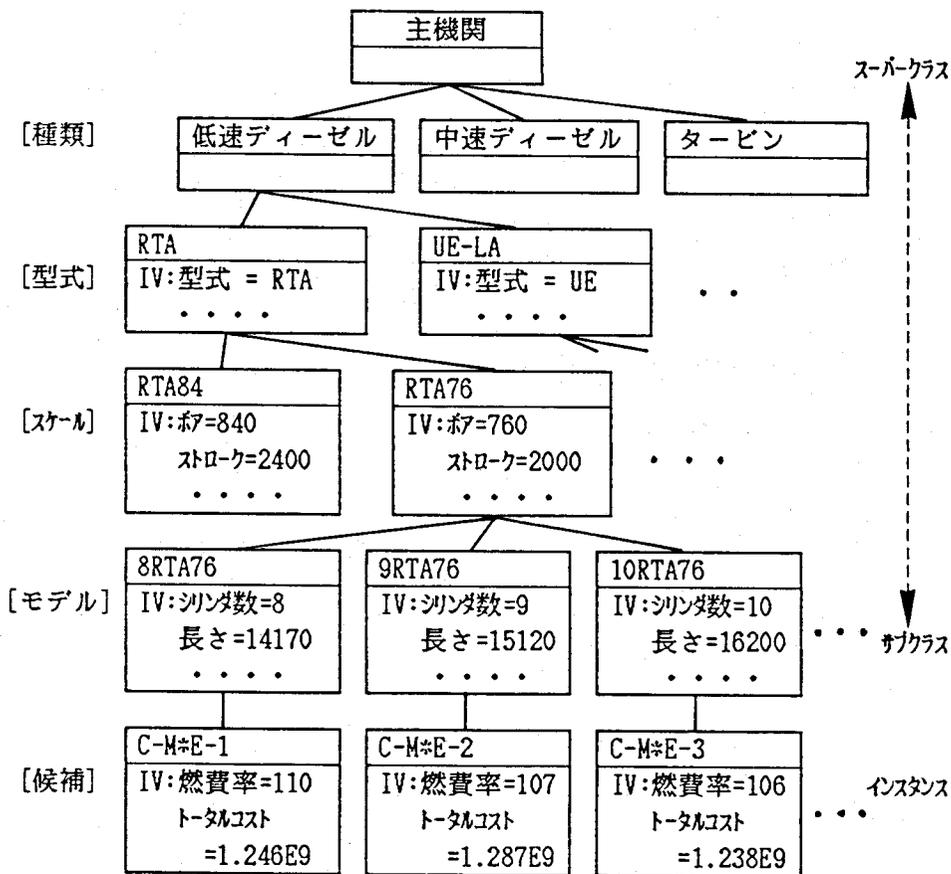 主機関
スーパークラス
[種類]
低速ディーゼル
中速ディーゼル
タービン
[型式]
RTA
IV:型式 = RTA
・・・・
UE-LA
IV:型式 = UE
・・・・
・・
[スケール]
RTA84
IV:ボア=840
ストローク=2400
・・・・
RTA76
IV:ボア=760
ストローク=2000
・・・・
・・・
[モデル]
8RTA76
IV:シリンダ数=8
長さ=14170
・・・・
9RTA76
IV:シリンダ数=9
長さ=15120
・・・・
10RTA76
IV:シリンダ数=10
長さ=16200
・・・・
・・・
サブクラス
[候補]
C-M*E-1
IV:燃費率=110
トータルコスト
=1.246E9
C-M*E-2
IV:燃費率=107
トータルコスト
=1.287E9
C-M*E-3
IV:燃費率=106
トータルコスト
=1.238E9
・・・
インスタンス